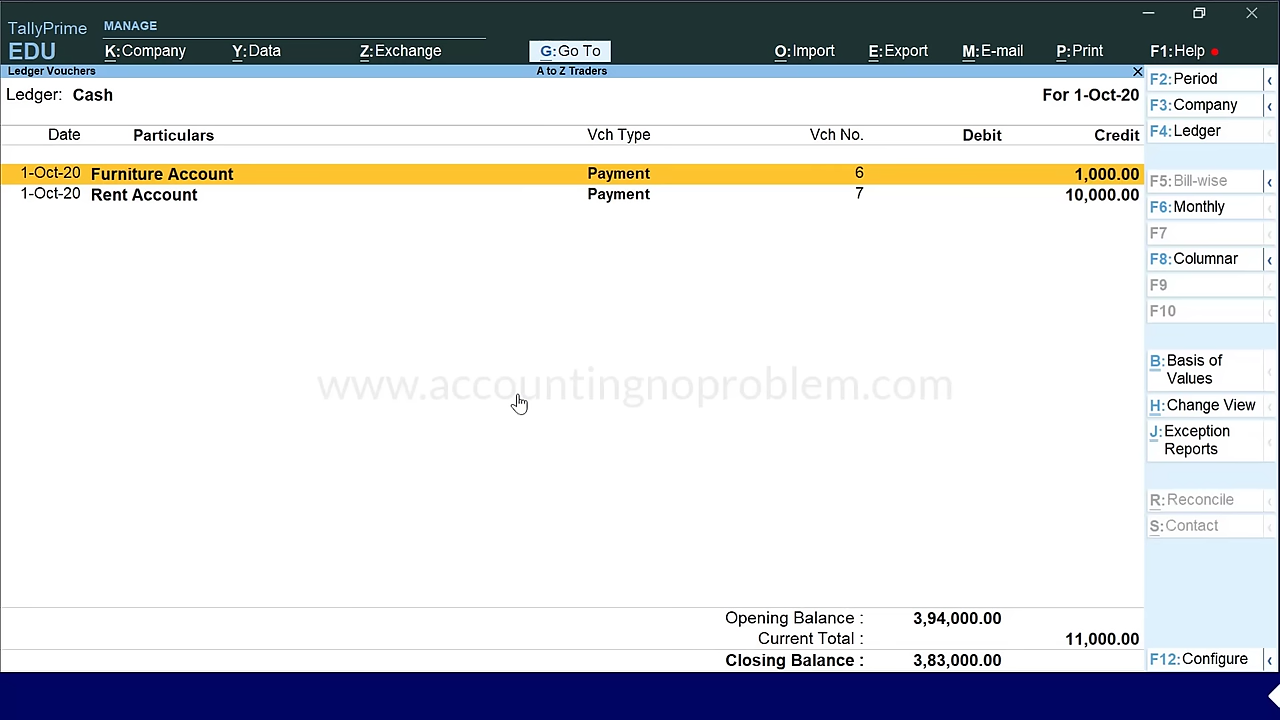 TallyPrime MANAGE
EDU K:Company Y:Data Z:Exchange G:Go To O:Import E:Export M:E-mail P:Print F1:Help
Ledger Vouchers A to Z Traders
Ledger: Cash For 1-Oct-20
Date Particulars Vch Type Vch No. Debit Credit
1-Oct-20 Furniture Account Payment 6 1,000.00
1-Oct-20 Rent Account Payment 7 10,000.00
www.accountingnoproblem.com
Opening Balance : 3,94,000.00
Current Total : 11,000.00
Closing Balance : 3,83,000.00
F2:Period
F3:Company
F4:Ledger
F5:Bill-wise
F6:Monthly
F7
F8:Columnar
F9
F10
B:Basis of
Values
H:Change View
J:Exception
Reports
R:Reconcile
S:Contact
F12:Configure